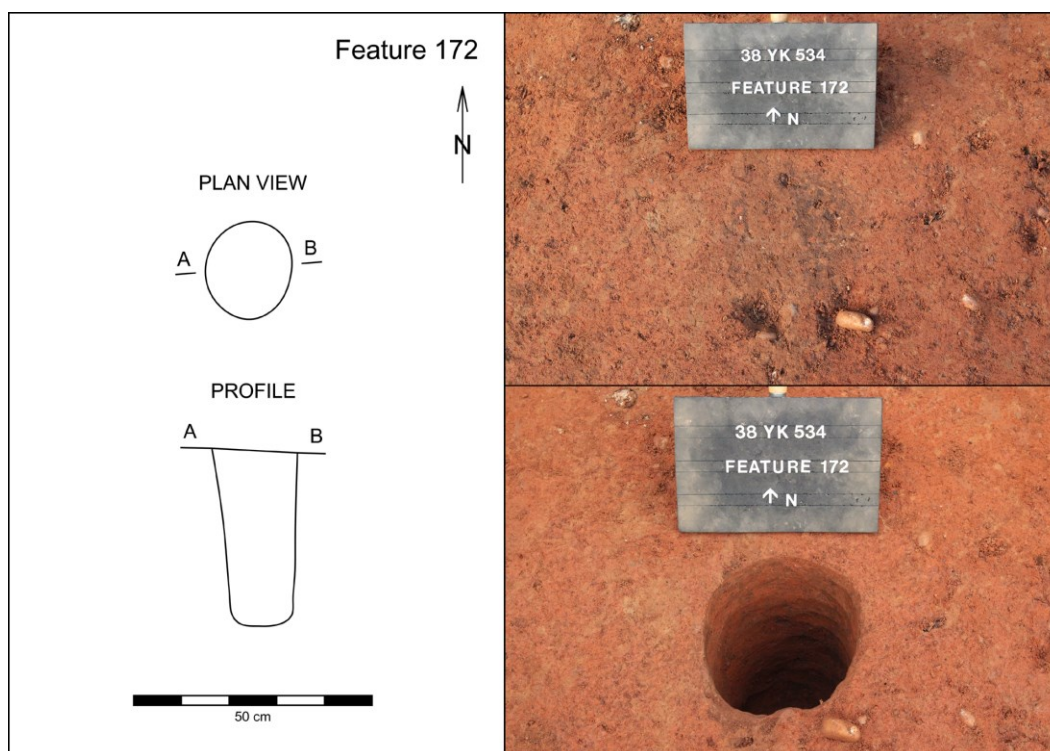 Feature 172
N
PLAN VIEW
A
B
PROFILE
A
B
50 cm
38 YK 534
FEATURE 172
↑ N
38 YK 534
FEATURE 172
↑ N